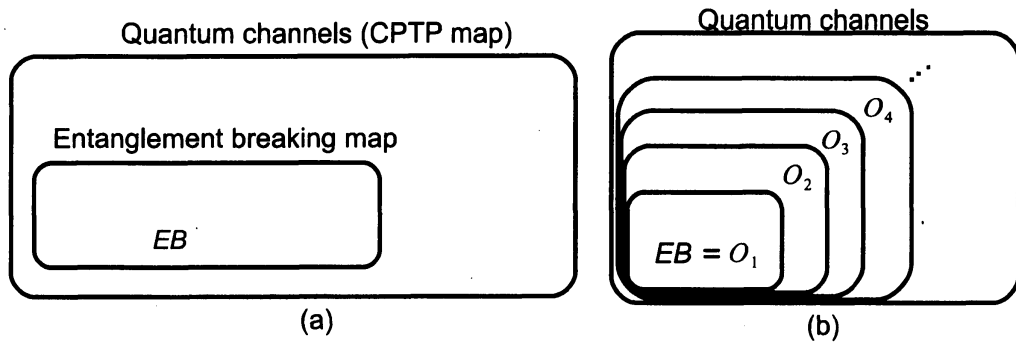 Quantum channels (CPTP map)
Entanglement breaking map
EB
(a)
Quantum channels
⋰
O₄
O₃
O₂
EB = O₁
(b)